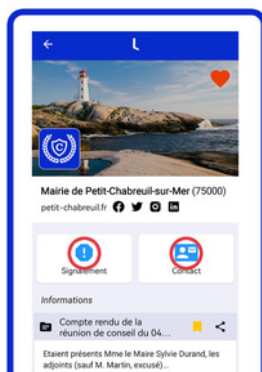 Mairie de Petit-Chabreuil-sur-Mer (75000)
petit-chabreuil.fr
Signalement Contact
Informations
Compte rendu de la
réunion de conseil du 04...
Etaient présents Mme le Maire Sylvie Durand, les
adjoints (sauf M. Martin, excusé)...